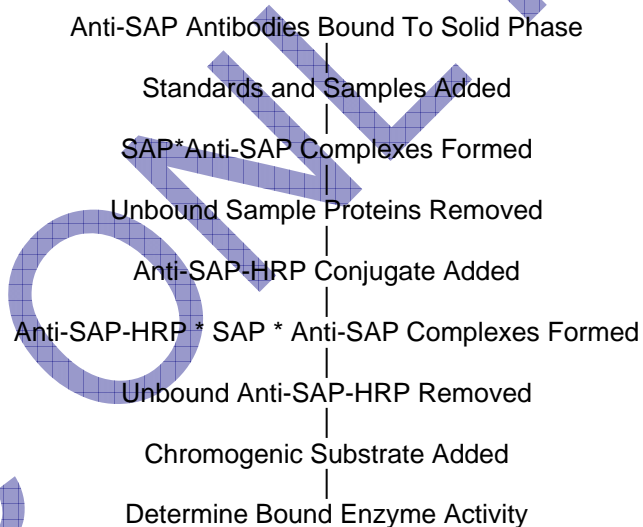 Anti-SAP Antibodies Bound To Solid Phase
Standards and Samples Added
SAP*Anti-SAP Complexes Formed
Unbound Sample Proteins Removed
Anti-SAP-HRP Conjugate Added
Anti-SAP-HRP * SAP * Anti-SAP Complexes Formed
Unbound Anti-SAP-HRP Removed
Chromogenic Substrate Added
Determine Bound Enzyme Activity